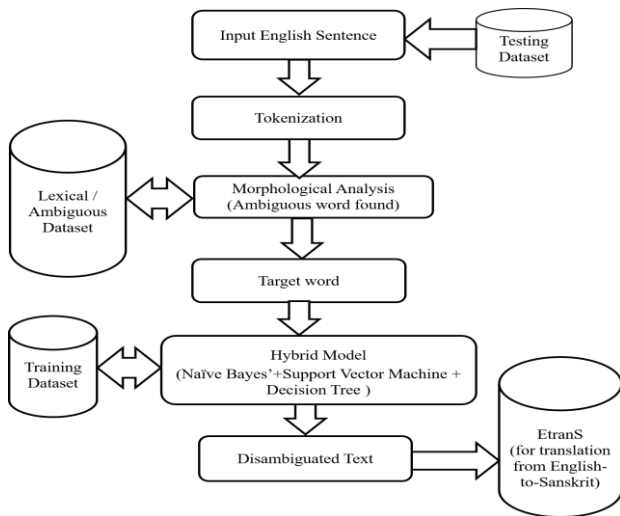 Input English Sentence
Testing
Dataset
Tokenization
Lexical /
Ambiguous
Dataset
Morphological Analysis
(Ambiguous word found)
Target word
Training
Dataset
Hybrid Model
(Naïve Bayes’+Support Vector Machine +
Decision Tree )
Disambiguated Text
EtranS
(for translation
from English-
to-Sanskrit)